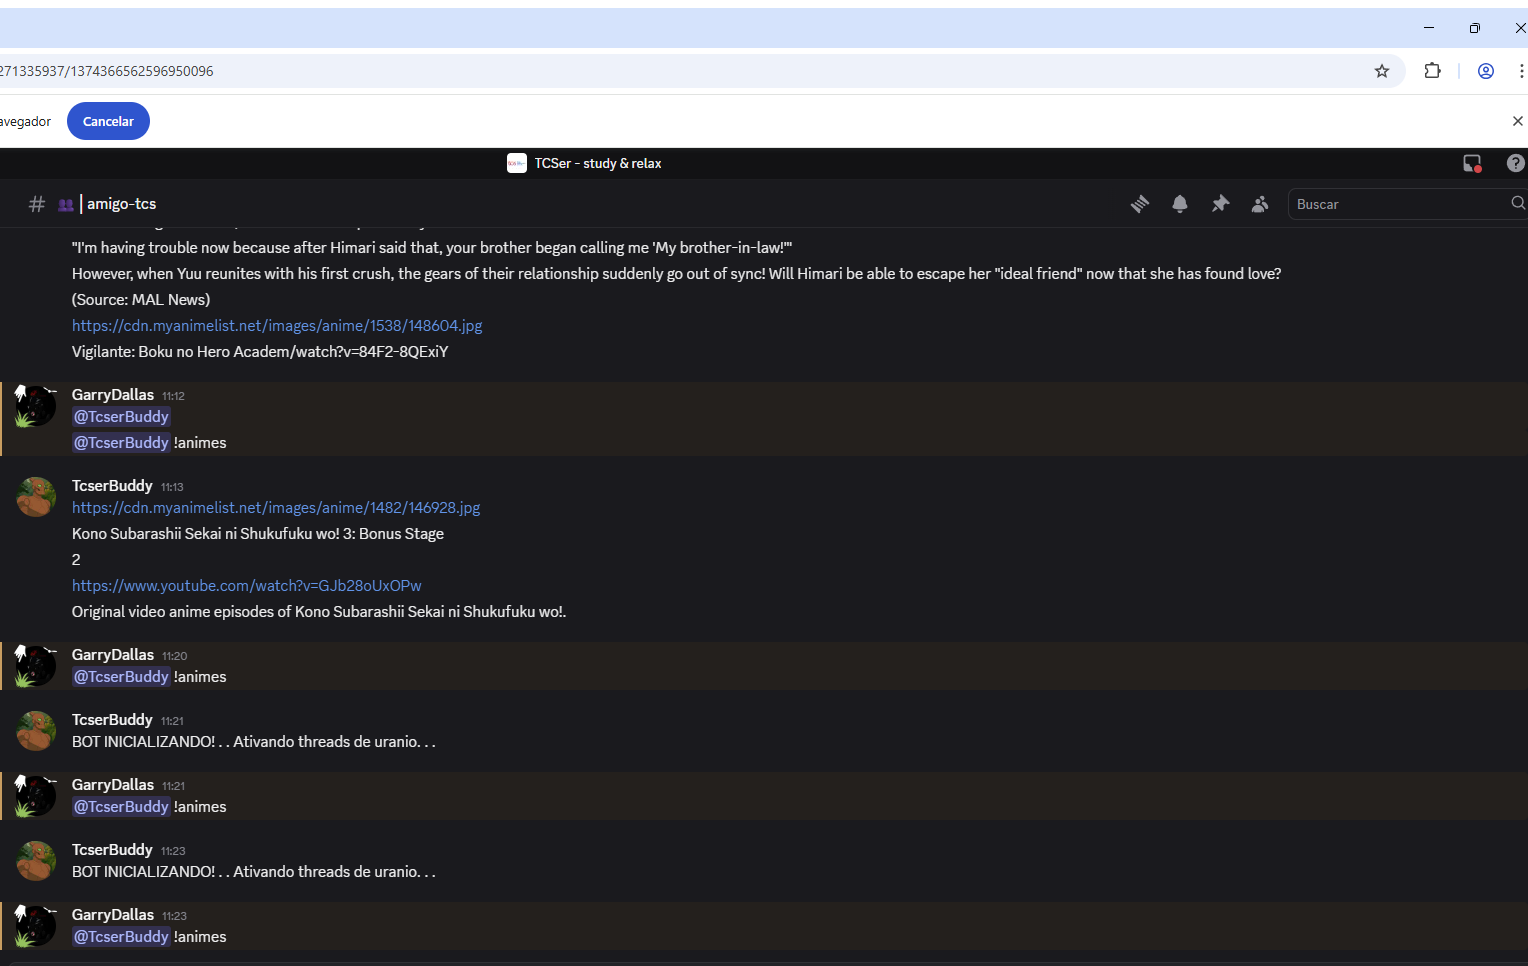 271335937/1374366562596950096
avegador
Cancelar
TCSer - study & relax
amigo-tcs
Buscar
"I'm having trouble now because after Himari said that, your brother began calling me 'My brother-in-law!'"
However, when Yuu reunites with his first crush, the gears of their relationship suddenly go out of sync! Will Himari be able to escape her "ideal friend" now that she has found love?
(Source: MAL News)
https://cdn.myanimelist.net/images/anime/1538/148604.jpg
Vigilante: Boku no Hero Academ/watch?v=84F2-8QExiY
GarryDallas 11:12
@TcserBuddy
@TcserBuddy !animes
TcserBuddy 11:13
https://cdn.myanimelist.net/images/anime/1482/146928.jpg
Kono Subarashii Sekai ni Shukufuku wo! 3: Bonus Stage
2
https://www.youtube.com/watch?v=GJb28oUxOPw
Original video anime episodes of Kono Subarashii Sekai ni Shukufuku wo!.
GarryDallas 11:20
@TcserBuddy !animes
TcserBuddy 11:21
BOT INICIALIZANDO! . . Ativando threads de uranio. . .
GarryDallas 11:21
@TcserBuddy !animes
TcserBuddy 11:23
BOT INICIALIZANDO! . . Ativando threads de uranio. . .
GarryDallas 11:23
@TcserBuddy !animes